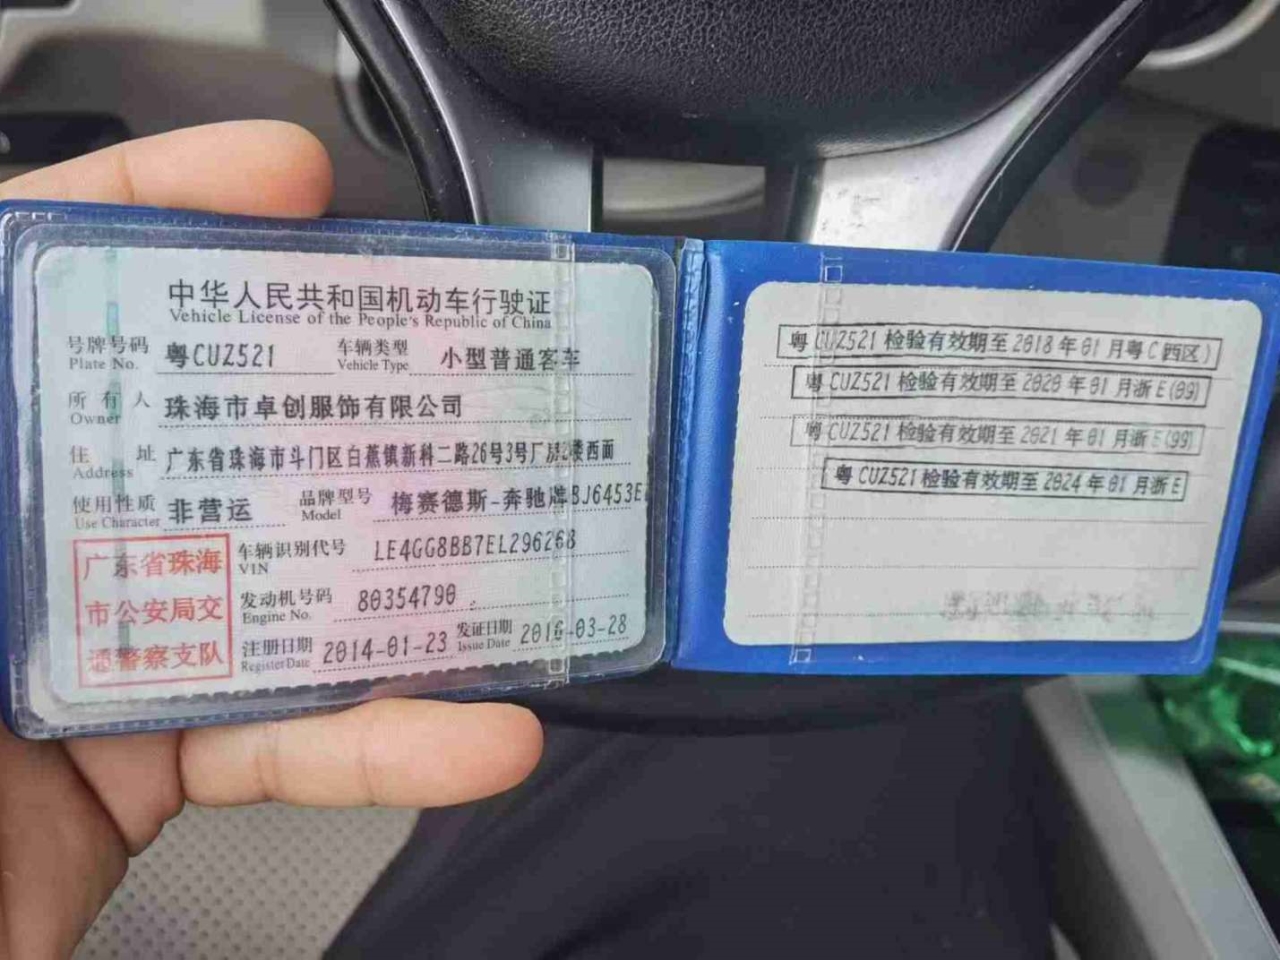 中华人民共和国机动车行驶证
Vehicle License of the People's Republic of China
号牌号码 粤CUZ521 车辆类型 小型普通客车
Plate No. Vehicle Type
所有人 珠海市卓创服饰有限公司
Owner
住址 广东省珠海市斗门区白蕉镇新科二路26号3号厂房2楼西面
Address
使用性质 非营运 品牌型号 梅赛德斯-奔驰牌BJ6453E
Use Character Model
广东省珠海
市公安局交
通警察支队
车辆识别代号 LE4GG8BB7EL296268
VIN
发动机号码 80354790
Engine No.
注册日期 2014-01-23 发证日期 2016-03-28
Register Date Issue Date
粤CUZ521检验有效期至2018年01月粤C(西区)
粤CUZ521检验有效期至2020年01月浙E(09)
粤CUZ521检验有效期至2021年01月浙E(99)
粤CUZ521检验有效期至2024年01月浙E